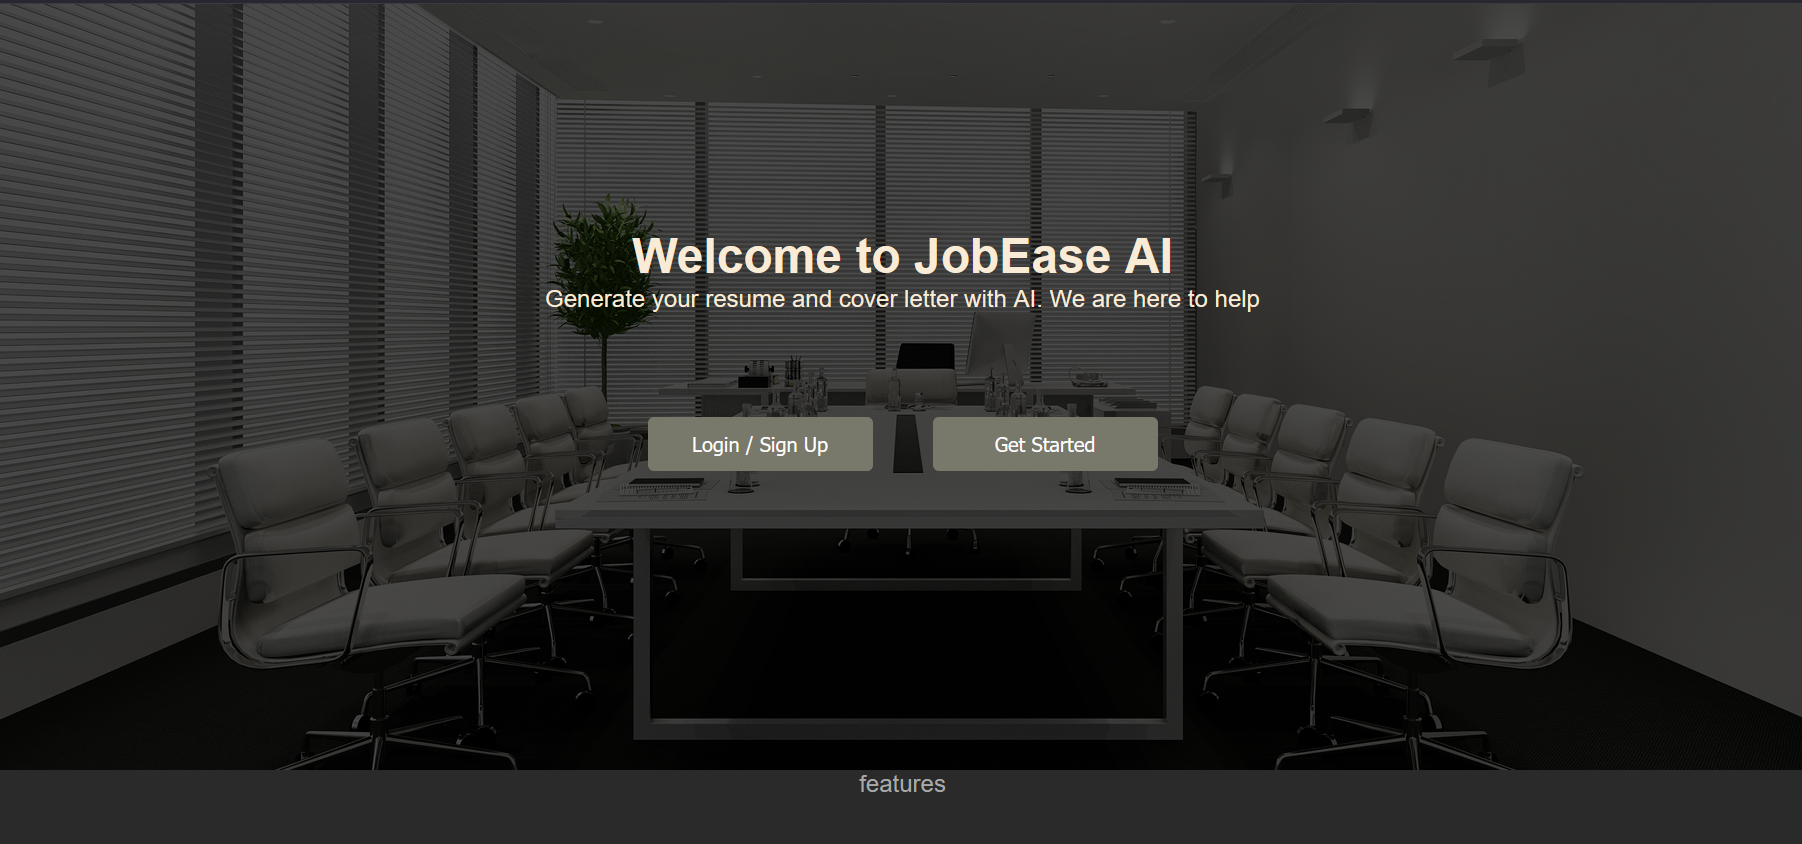 Welcome to JobEase AI
Generate your resume and cover letter with AI. We are here to help
Login / Sign Up
Get Started
features